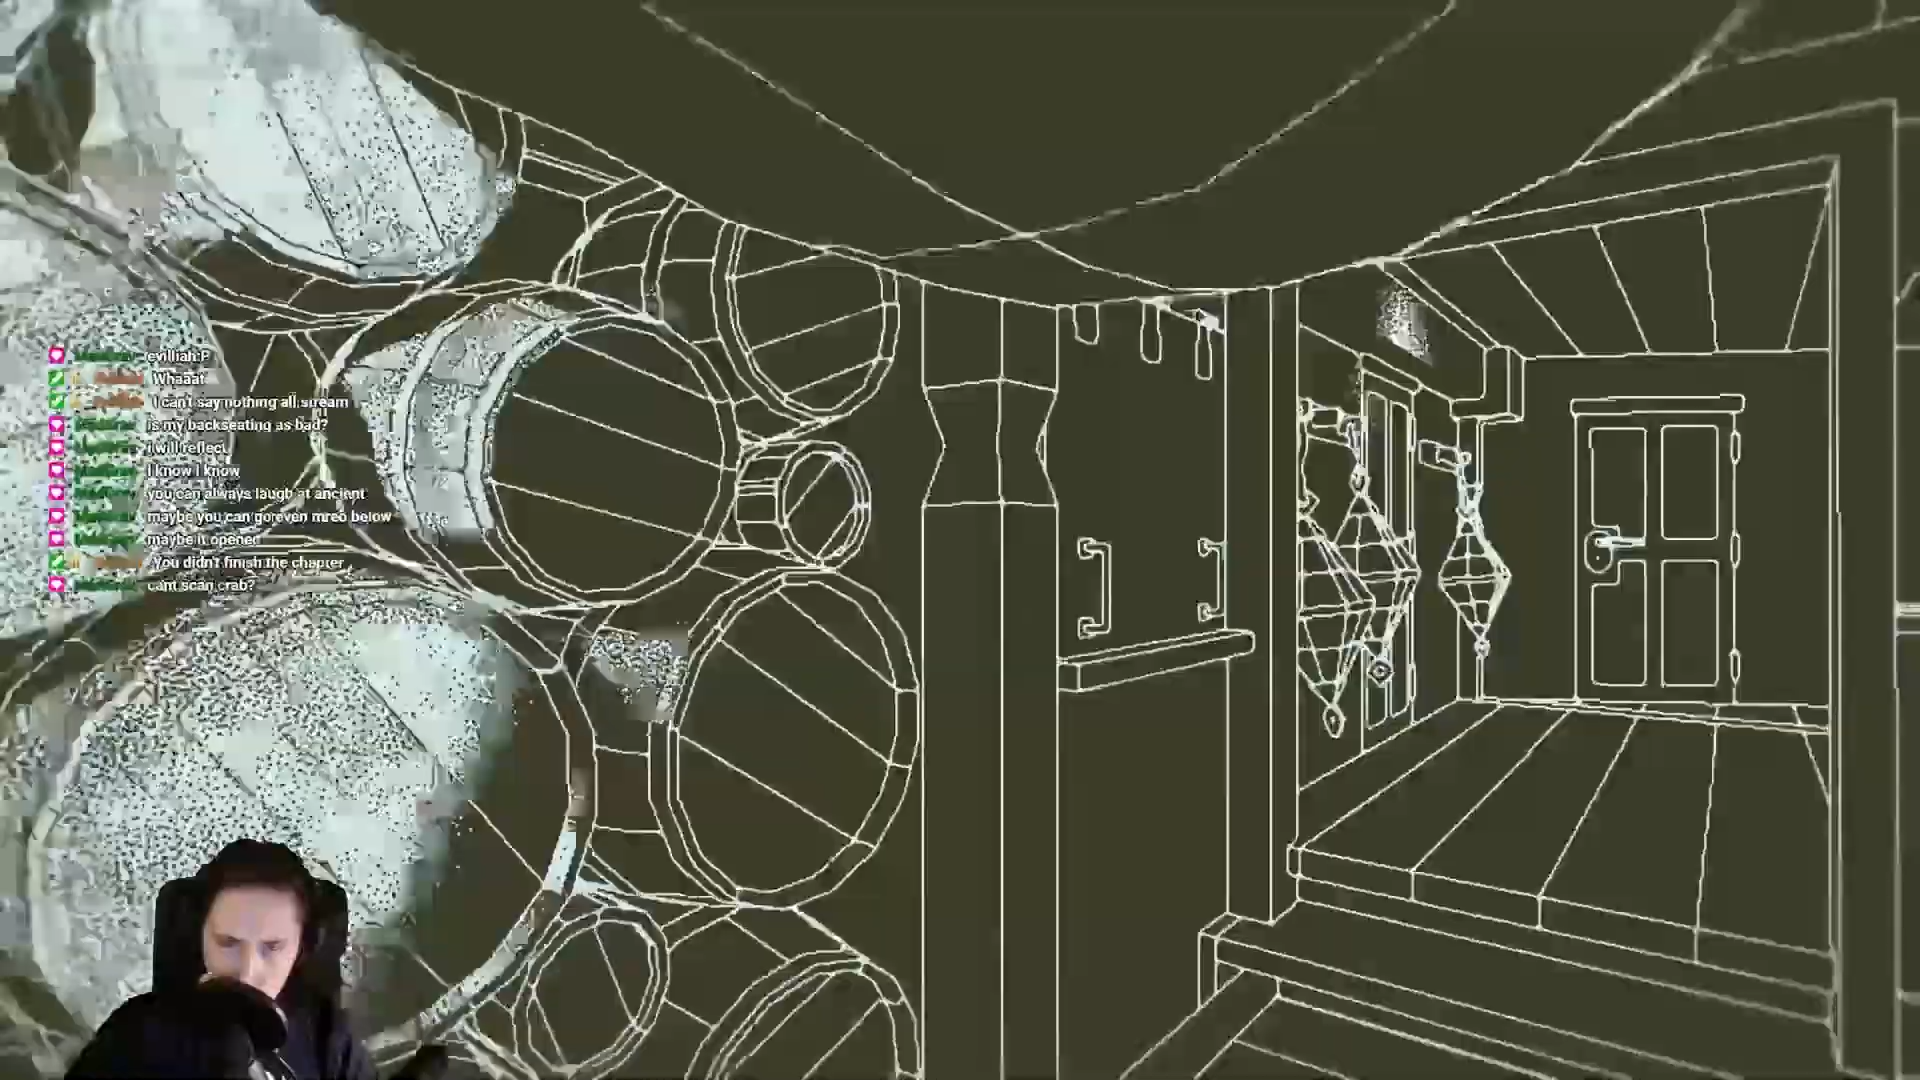 evilliah:P
Whaaat
I can't say nothing all stream
is my backseating as bad?
i will reflect
I know I know
you can always laugh at ancient
maybe you can go even mreo below
maybe it opened
You didn't finish the chapter
cant scan crab?